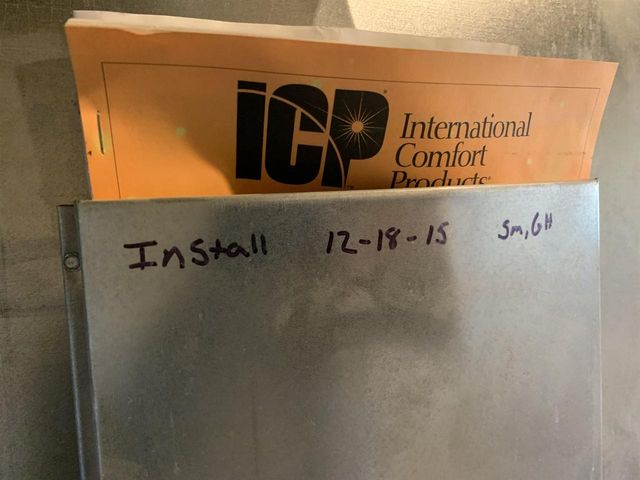 iCP
International
Comfort
Products
Install 12-18-15 Sm, GH